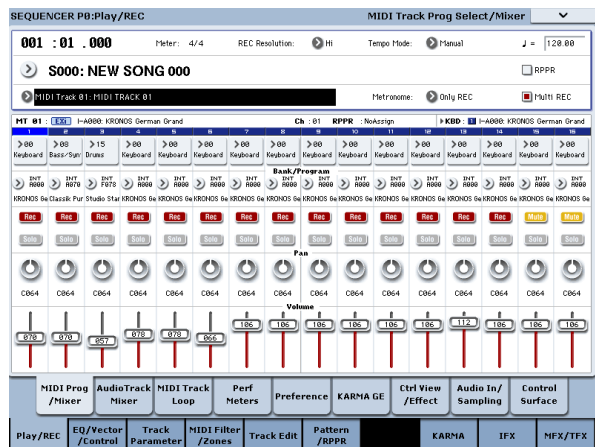 SEQUENCER P0:Play/REC MIDI Track Prog Select/Mixer
001 :01 .000 Meter: 4/4 REC Resolution: Hi Tempo Mode: Manual ♩ = 120.00
S000: NEW SONG 000 RPPR
MIDI Track 01: MIDI TRACK 01 Metronome: Only REC Multi REC
MT 01: EXi I-A000: KRONOS German Grand Ch :01 RPPR :NoAssign KBD: I-A000: KRONOS German Grand
1 2 3 4 5 6 7 8 9 10 11 12 13 14 15 16
00 00 15 00 00 00 00 00 00 00 00 00 00 00 00 00
Keyboard Bass/Synr Drums Keyboard Keyboard Keyboard Keyboard Keyboard Keyboard Keyboard Keyboard Keyboard Keyboard Keyboard Keyboard Keyboard
Bank/Program
INT INT INT INT INT INT INT INT INT INT INT INT INT INT INT INT
A000 A070 F078 A000 A000 A000 A000 A000 A000 A000 A000 A000 A000 A000 A000 A000
KRONOS Ge Classik Pur Studio Star KRONOS Ge KRONOS Ge KRONOS Ge KRONOS Ge KRONOS Ge KRONOS Ge KRONOS Ge KRONOS Ge KRONOS Ge KRONOS Ge KRONOS Ge KRONOS Ge KRONOS Ge
Rec Rec Rec Rec Rec Rec Rec Rec Rec Rec Rec Rec Rec Rec Mute Mute
Solo Solo Solo Solo Solo Solo Solo Solo Solo Solo Solo Solo Solo Solo Solo Solo
Pan
C064 C064 C064 C064 C064 C064 C064 C064 C064 C064 C064 C064 C064 C064 C064 C064
Volume
070 070 057 078 078 066 106 106 106 106 106 106 112 106 106 106
MIDI Prog /Mixer AudioTrack Mixer MIDI Track Loop Perf Meters Preference KARMA GE Ctrl View /Effect Audio In/ Sampling Control Surface
Play/REC EQ/Vector /Control Track Parameter MIDI Filter /Zones Track Edit Pattern /RPPR KARMA IFX MFX/TFX